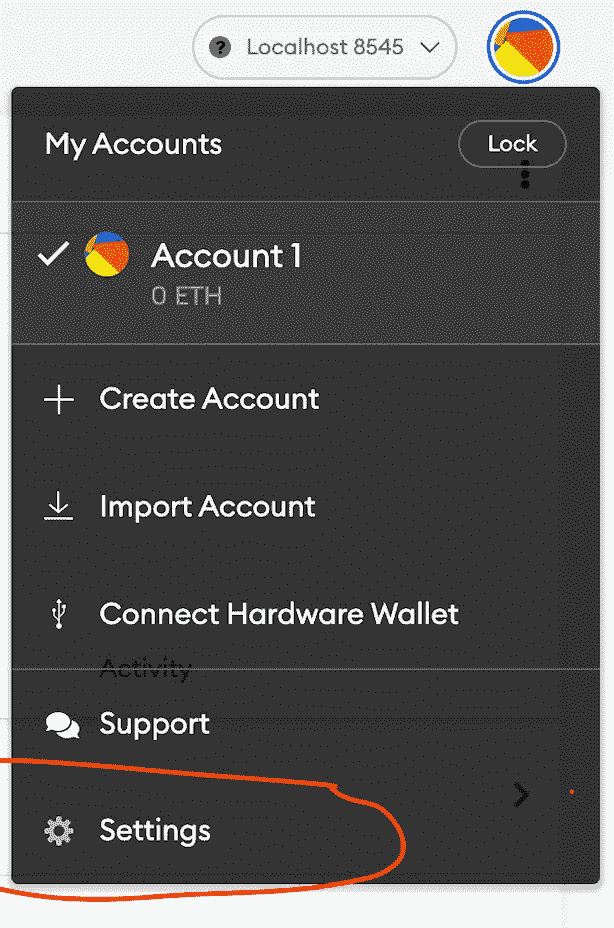 ? Localhost 8545
My Accounts
Lock
Account 1
0 ETH
Create Account
Import Account
Connect Hardware Wallet
Activity
Support
Settings